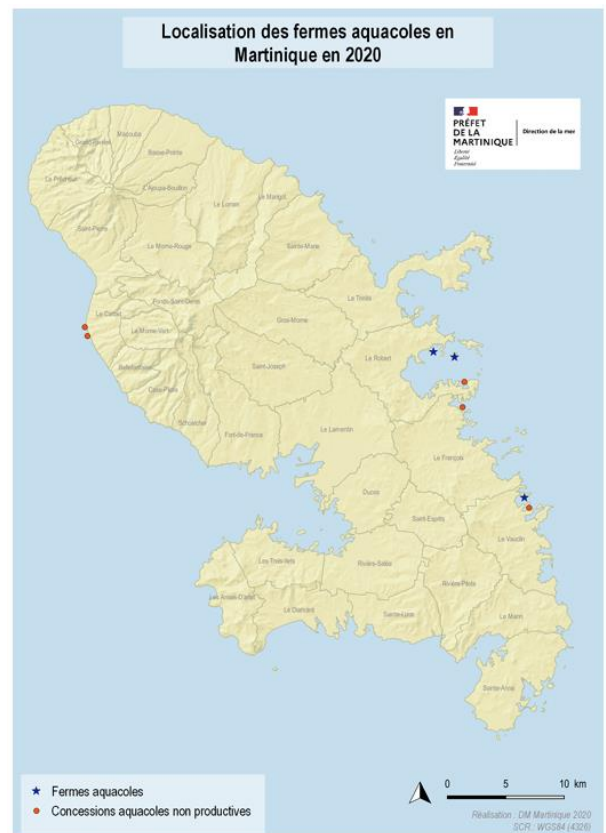 Localisation des fermes aquacoles en
Martinique en 2020
PRÉFET
DE LA
MARTINIQUE
Liberté
Égalité
Fraternité
Direction de la mer
Macouba
Grand-Rivière
Basse-Pointe
Le Prêcheur
L'Ajoupa-Bouillon
Le Lorrain
Le Marigot
Saint-Pierre
Le Morne-Rouge
Sainte-Marie
La Trinité
Fonds-Saint-Denis
Le Carbet
Gros-Morne
Le Morne-Vert
Le Robert
Bellefontaine
Saint-Joseph
Case-Pilote
Schœlcher
Fort-de-France
Le Lamentin
Le François
Ducos
Saint-Esprit
Le Vauclin
Les Trois-Ilets
Rivière-Salée
Rivière-Pilote
Les Anses-D'arlet
Le Diamant
Sainte-Luce
Le Marin
Sainte-Anne
Fermes aquacoles
Concessions aquacoles non productives
0 5 10 km
Réalisation : DM Martinique 2020
SCR : WGS84 (4326)